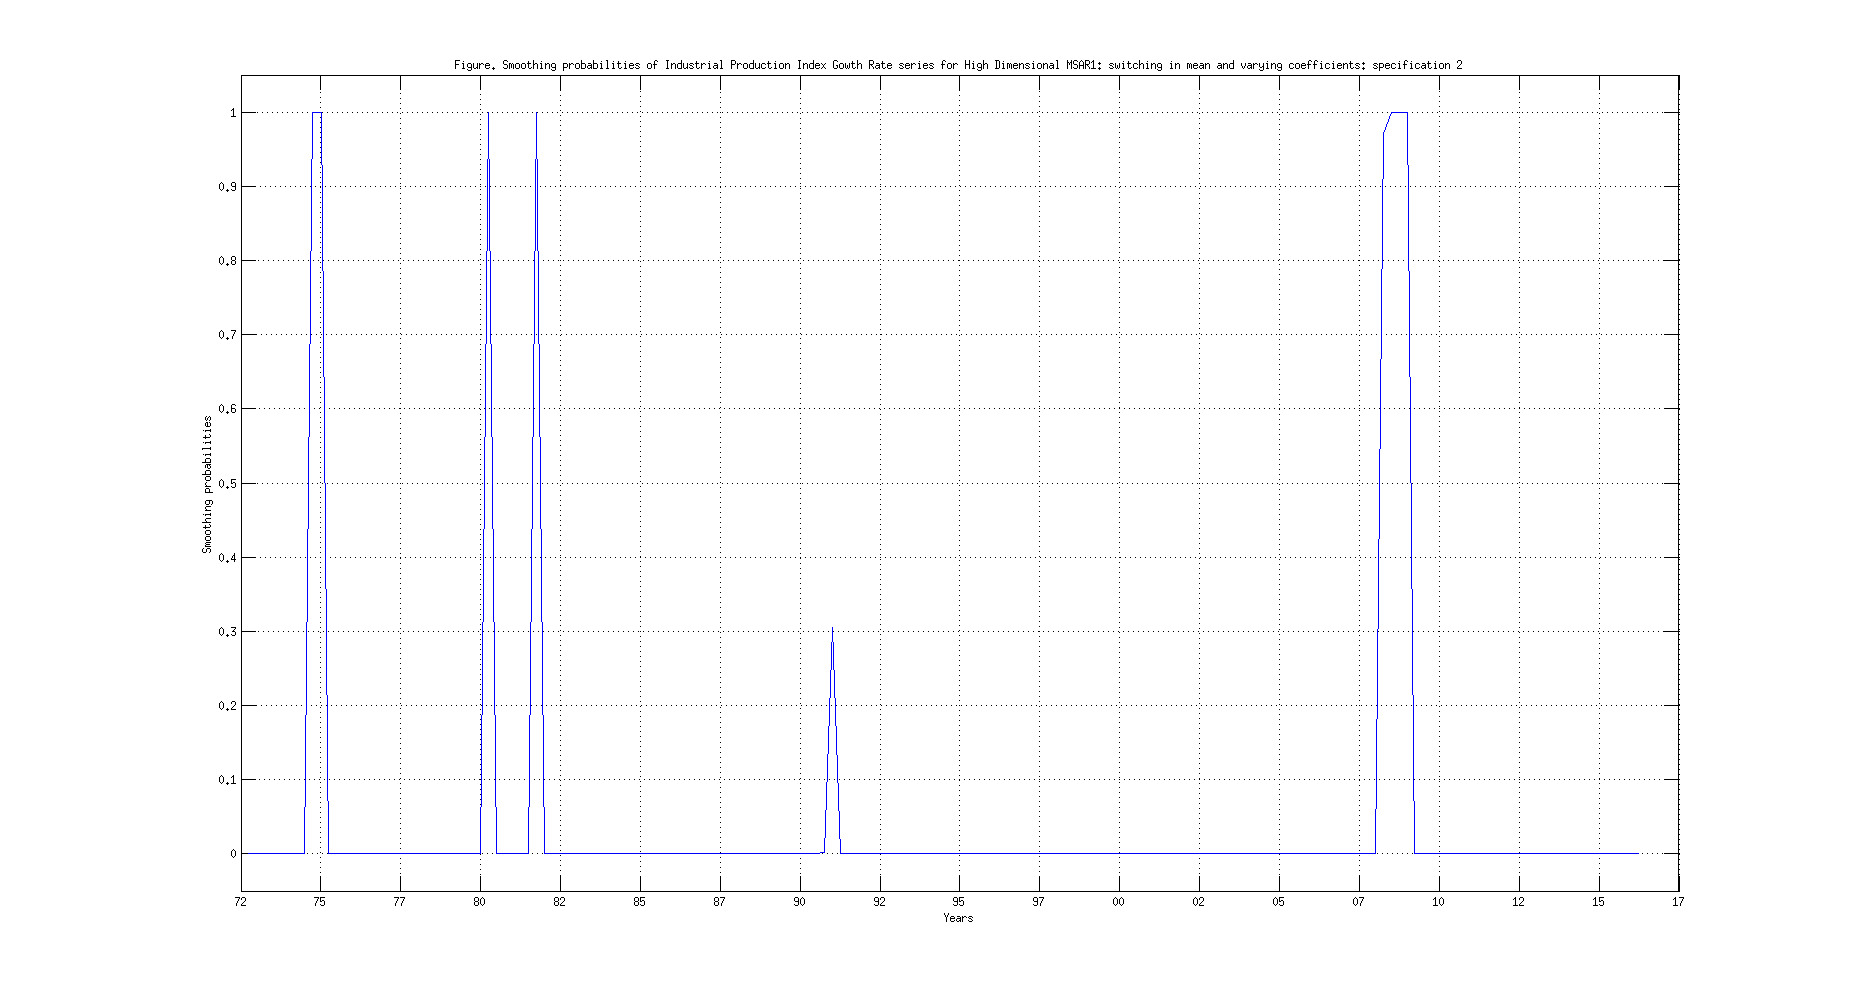 Figure. Smoothing probabilities of Industrial Production Index Gowth Rate series for High Dimensional MSAR1: switching in mean and varying coefficients: specification 2
1
0.9
0.8
0.7
0.6
0.5
0.4
0.3
0.2
0.1
0
Smoothing probabilities
72 75 77 80 82 85 87 90 92 95 97 00 02 05 07 10 12 15 17
Years